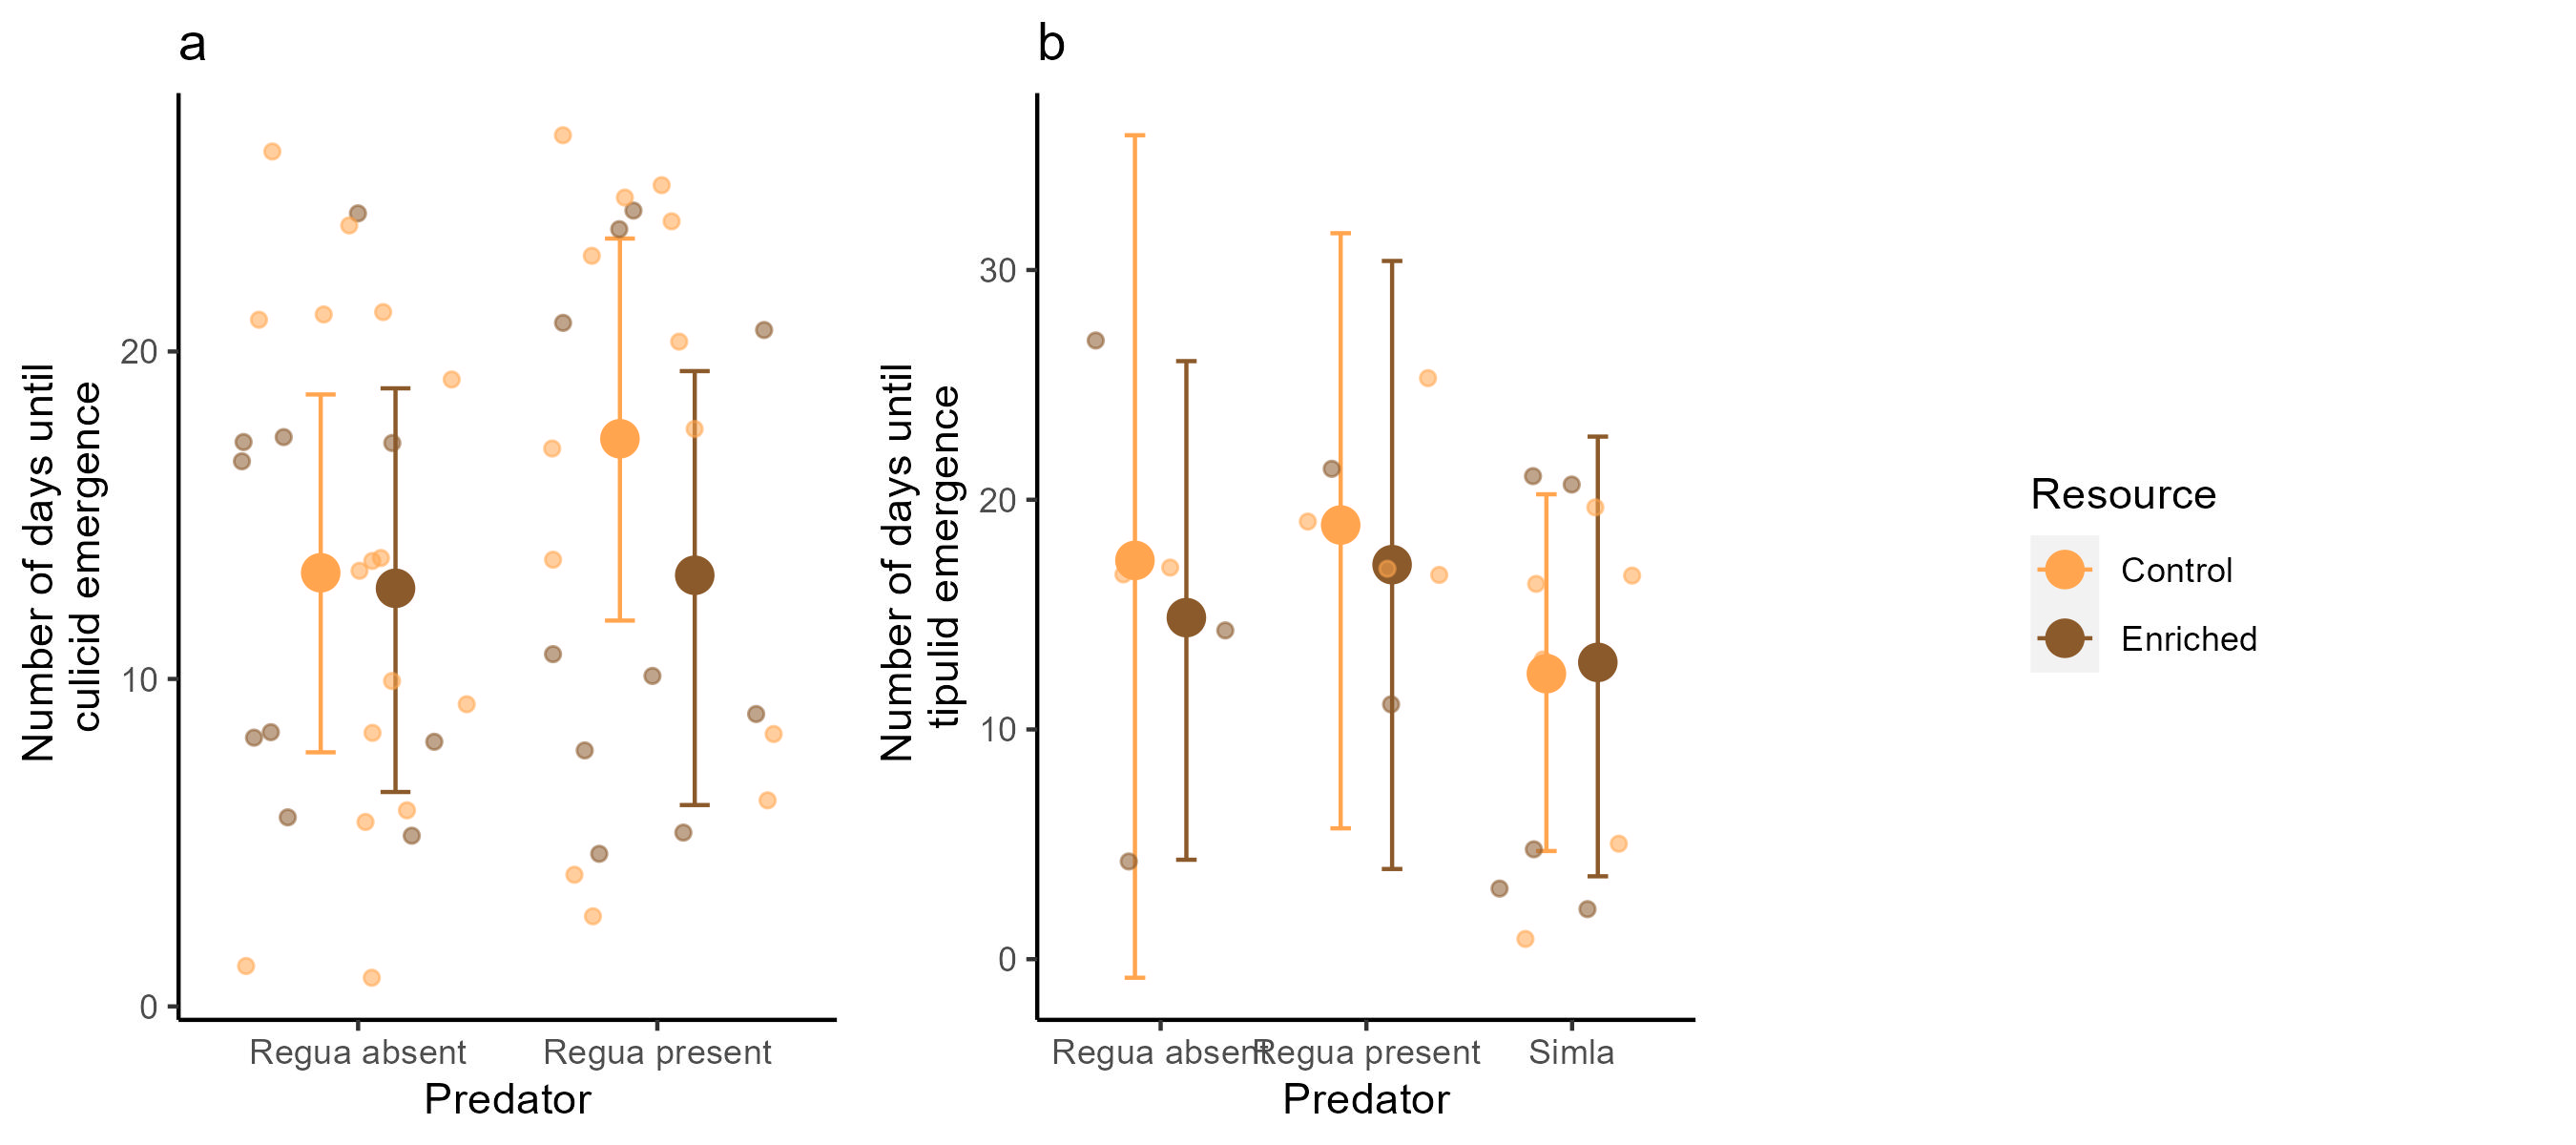 a
Number of days until
culicid emergence
20
10
0
Regua absent
Regua present
Predator
b
Number of days until
tipulid emergence
30
20
10
0
Regua absent
Regua present
Simla
Predator
Resource
Control
Enriched